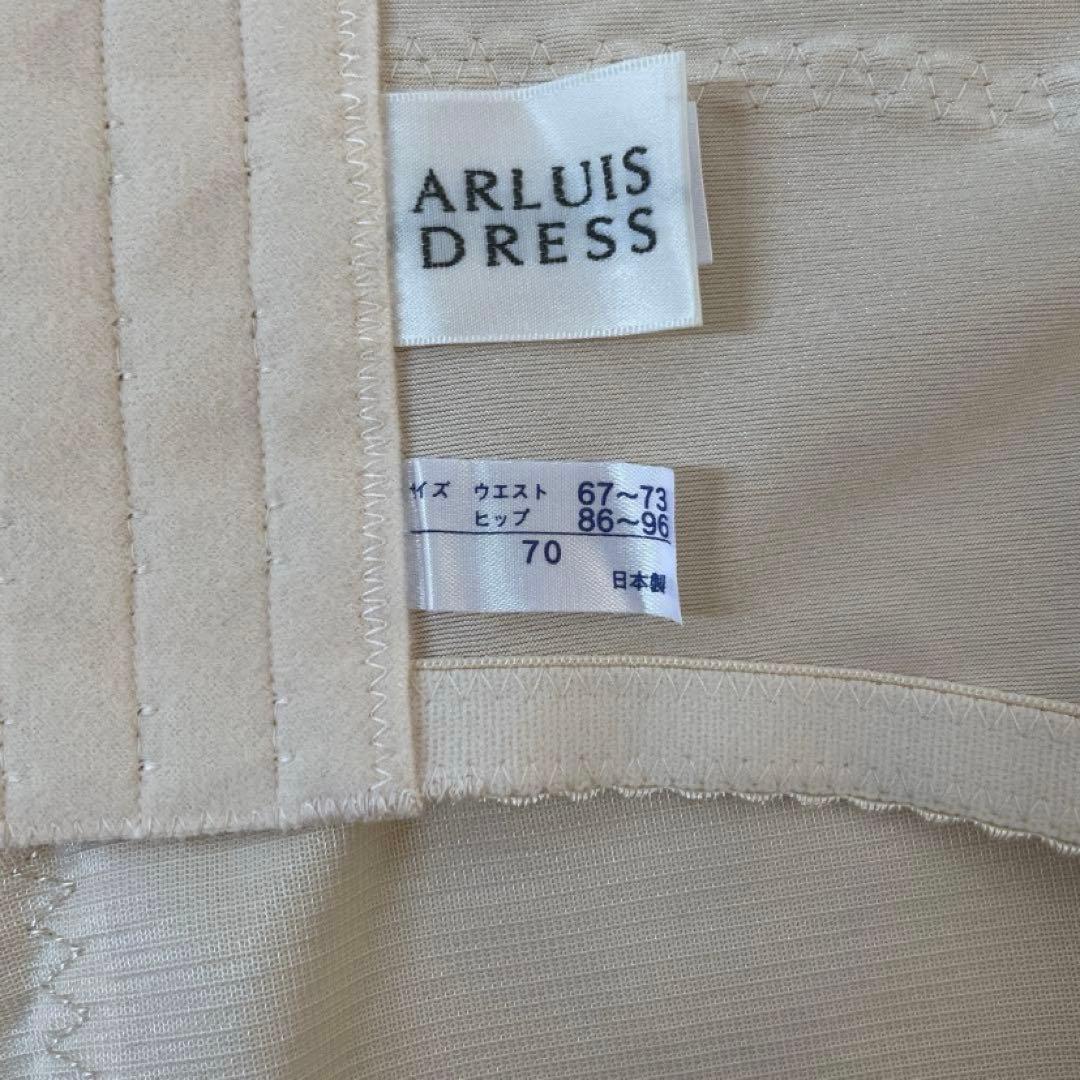 ARLUIS
DRESS
サイズ ウエスト 67～73
ヒップ 86～96
70
日本製